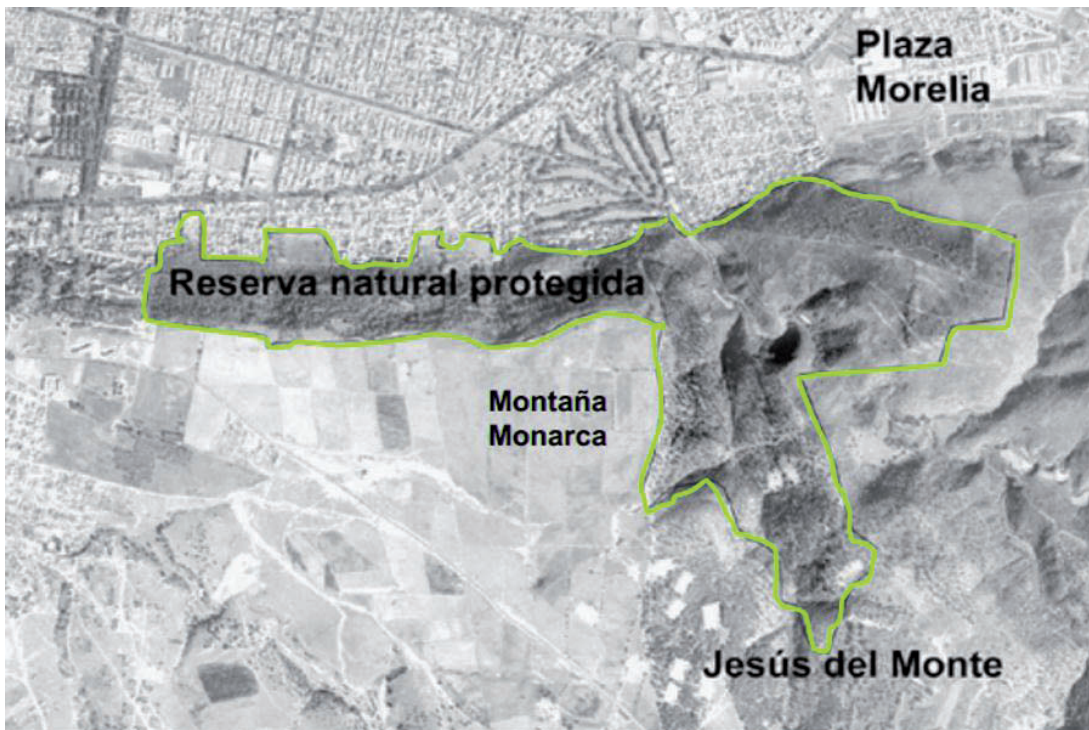 Plaza
Morelia
Reserva natural protegida
Montaña
Monarca
Jesús del Monte